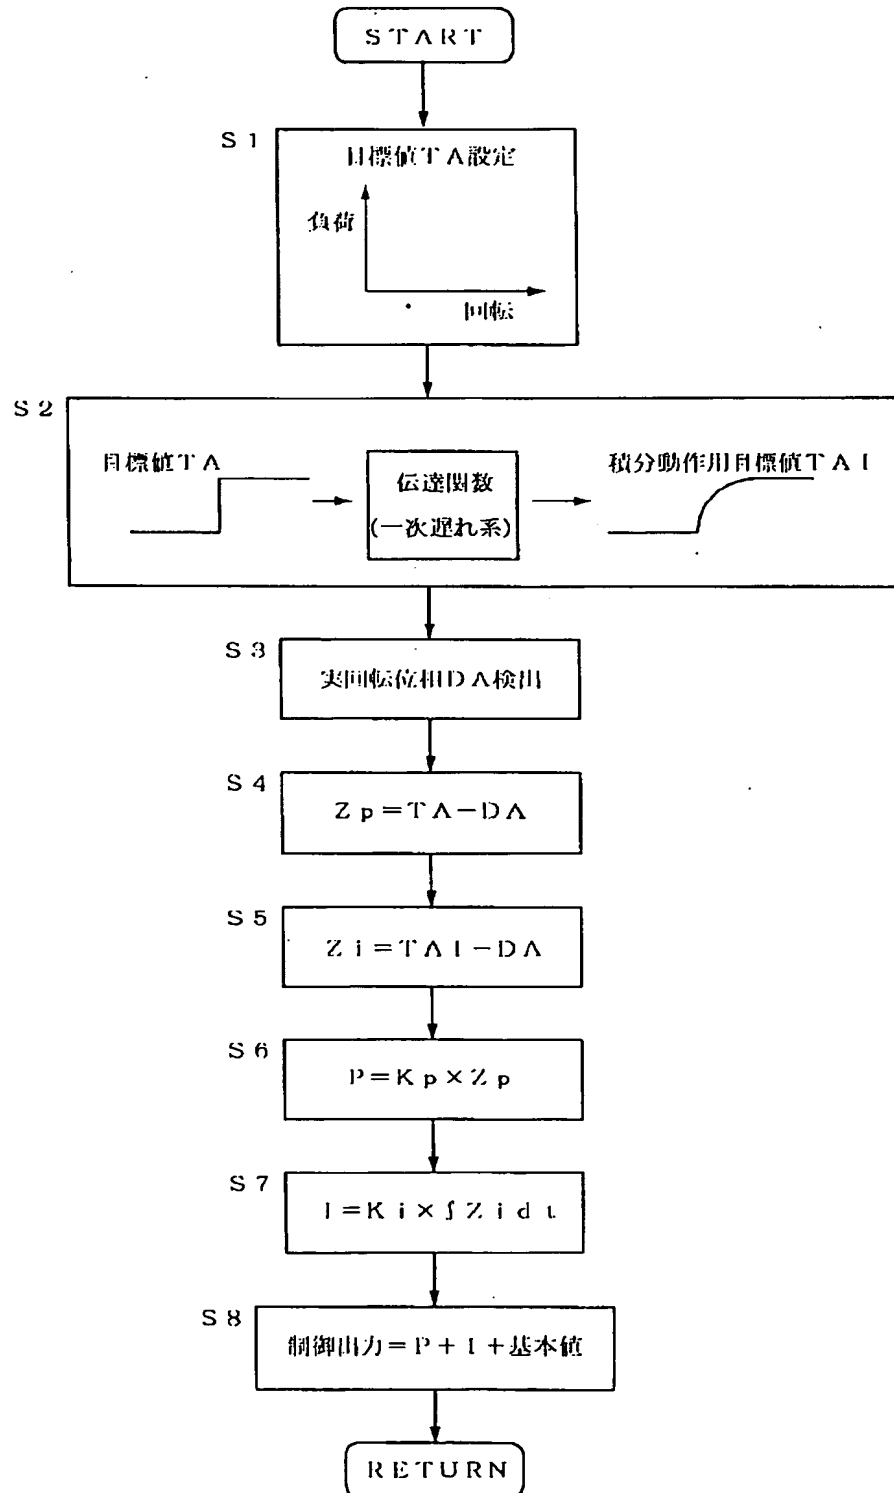 START
S1
目標値TA設定
負荷
回転
S2
目標値TA
伝達関数
(一次遅れ系)
積分動作用目標値TAI
S3
実回転位相DA検出
S4
Zp=TA-DA
S5
Zi=TAI-DA
S6
P=Kp×Zp
S7
I=Ki×∫Zidt
S8
制御出力=P+I+基本値
RETURN